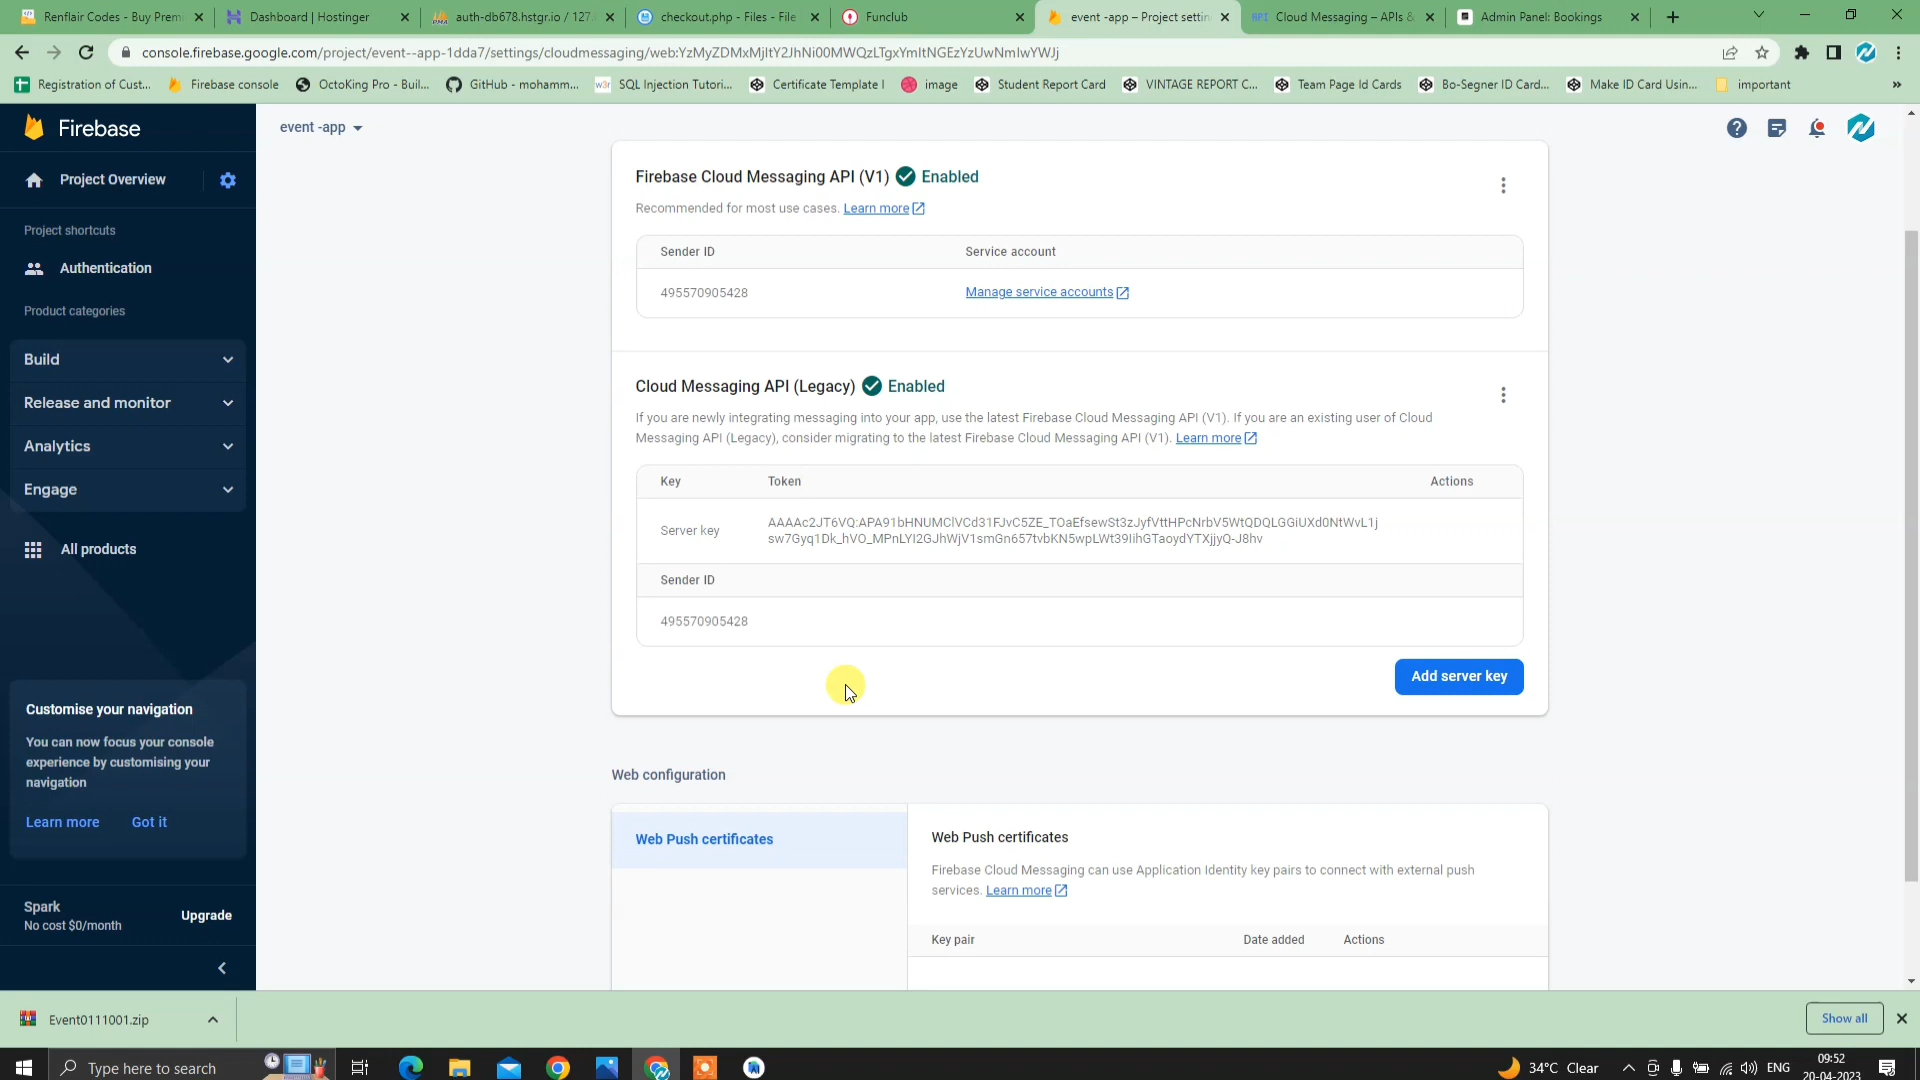 Renflair Codes - Buy Premi
Dashboard | Hostinger
auth-db678.hstgr.io / 127.
checkout.php - Files - File
Funclub
event -app – Project settin
Cloud Messaging – APIs &
Admin Panel: Bookings
console.firebase.google.com/project/event--app-1dda7/settings/cloudmessaging/web:YzMyZDMxMjItY2JhNi00MWQzLTgxYmItNGEzYzUwNmIwYWJj
Registration of Cust...
Firebase console
OctoKing Pro - Buil...
GitHub - mohamm...
SQL Injection Tutori...
Certificate Template I
image
Student Report Card
VINTAGE REPORT C...
Team Page Id Cards
Bo-Segner ID Card...
Make ID Card Usin...
important
»
Firebase
event -app
Project Overview
Project shortcuts
Authentication
Product categories
Build
Release and monitor
Analytics
Engage
All products
Customise your navigation
You can now focus your console
experience by customising your
navigation
Learn more
Got it
Spark
No cost $0/month
Upgrade
Firebase Cloud Messaging API (V1) Enabled
Recommended for most use cases. Learn more
Sender ID
Service account
495570905428
Manage service accounts
Cloud Messaging API (Legacy) Enabled
If you are newly integrating messaging into your app, use the latest Firebase Cloud Messaging API (V1). If you are an existing user of Cloud
Messaging API (Legacy), consider migrating to the latest Firebase Cloud Messaging API (V1). Learn more
Key
Token
Actions
Server key
AAAAc2JT6VQ:APA91bHNUMClVCd31FJvC5ZE_TOaEfsewSt3zJyfVttHPcNrbV5WtQDQLGGiUXd0NtWvL1j
sw7Gyq1Dk_hVO_MPnLYI2GJhWjV1smGn657tvbKN5wpLWt39IihGTaoydYTXjjyQ-J8hv
Sender ID
495570905428
Add server key
Web configuration
Web Push certificates
Web Push certificates
Firebase Cloud Messaging can use Application Identity key pairs to connect with external push
services. Learn more
Key pair
Date added
Actions
Event0111001.zip
Show all
Type here to search
34°C Clear
ENG
09:52
20-04-2023